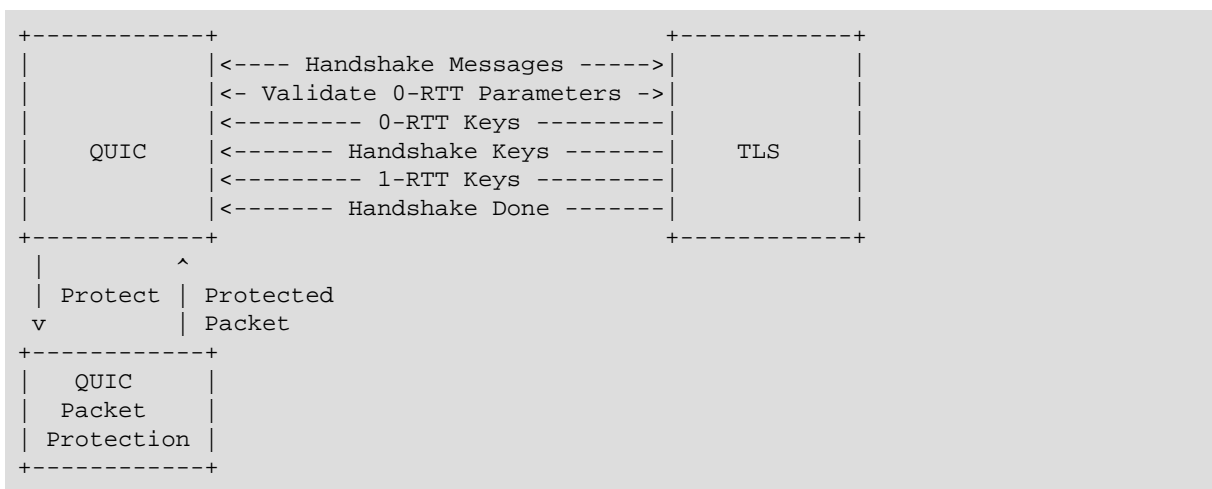 +------------+                               +------------+
|            |<---- Handshake Messages ----->|            |
|            |<- Validate 0-RTT Parameters ->|            |
|            |<--------- 0-RTT Keys ---------|            |
|    QUIC    |<------- Handshake Keys -------|    TLS     |
|            |<--------- 1-RTT Keys ---------|            |
|            |<------- Handshake Done -------|            |
+------------+                               +------------+
 |         ^
 | Protect | Protected
 v         | Packet
+------------+
|   QUIC     |
|  Packet    |
| Protection |
+------------+